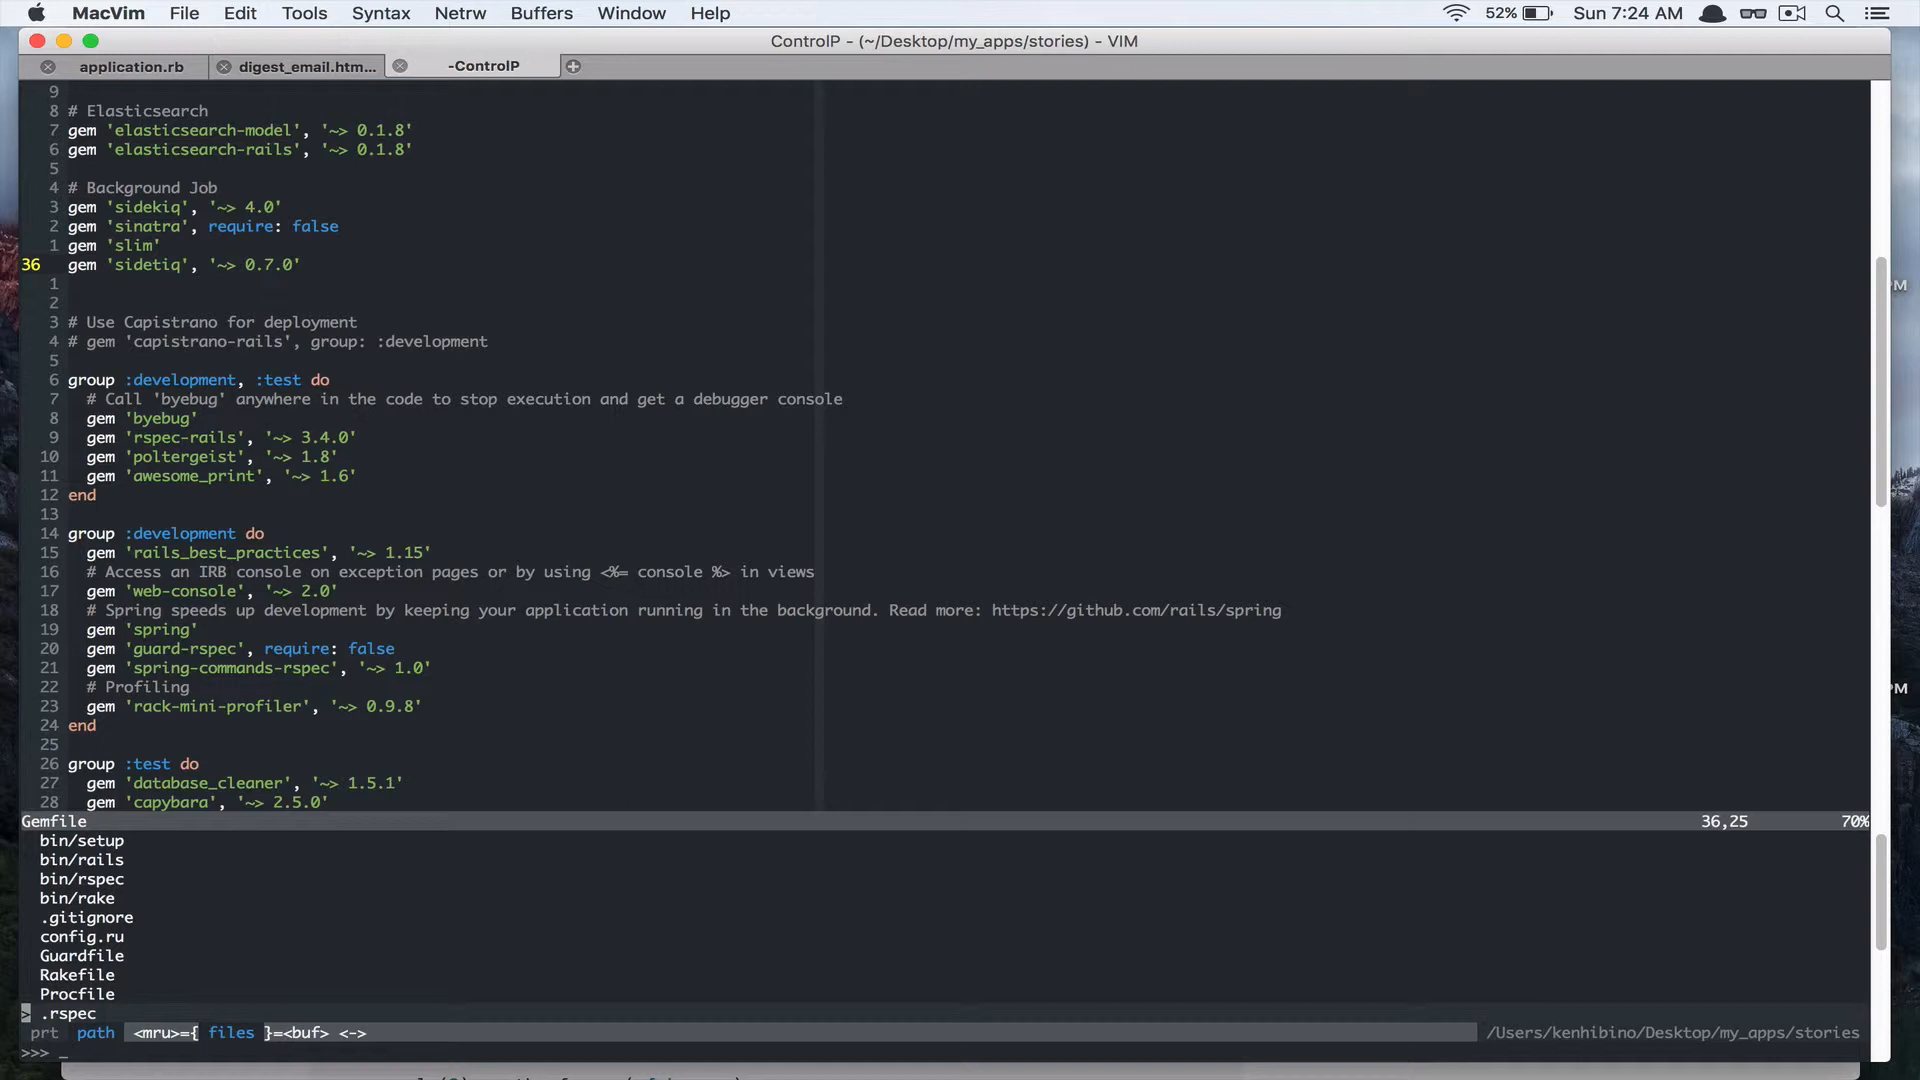 MacVim File Edit Tools Syntax Netrw Buffers Window Help 52% Sun 7:24 AM
ControlP - (~/Desktop/my_apps/stories) - VIM
application.rb digest_email.htm... -ControlP
9
8 # Elasticsearch
7 gem 'elasticsearch-model', '~> 0.1.8'
6 gem 'elasticsearch-rails', '~> 0.1.8'
5
4 # Background Job
3 gem 'sidekiq', '~> 4.0'
2 gem 'sinatra', require: false
1 gem 'slim'
36 gem 'sidetiq', '~> 0.7.0'
1
2
3 # Use Capistrano for deployment
4 # gem 'capistrano-rails', group: :development
5
6 group :development, :test do
7 # Call 'byebug' anywhere in the code to stop execution and get a debugger console
8 gem 'byebug'
9 gem 'rspec-rails', '~> 3.4.0'
10 gem 'poltergeist', '~> 1.8'
11 gem 'awesome_print', '~> 1.6'
12 end
13
14 group :development do
15 gem 'rails_best_practices', '~> 1.15'
16 # Access an IRB console on exception pages or by using <%= console %> in views
17 gem 'web-console', '~> 2.0'
18 # Spring speeds up development by keeping your application running in the background. Read more: https://github.com/rails/spring
19 gem 'spring'
20 gem 'guard-rspec', require: false
21 gem 'spring-commands-rspec', '~> 1.0'
22 # Profiling
23 gem 'rack-mini-profiler', '~> 0.9.8'
24 end
25
26 group :test do
27 gem 'database_cleaner', '~> 1.5.1'
28 gem 'capybara', '~> 2.5.0'
Gemfile 36,25 70%
bin/setup
bin/rails
bin/rspec
bin/rake
.gitignore
config.ru
Guardfile
Rakefile
Procfile
> .rspec
prt path <mru>={ files }=<buf> <-> /Users/kenhibino/Desktop/my_apps/stories
>>> _
PM
PM